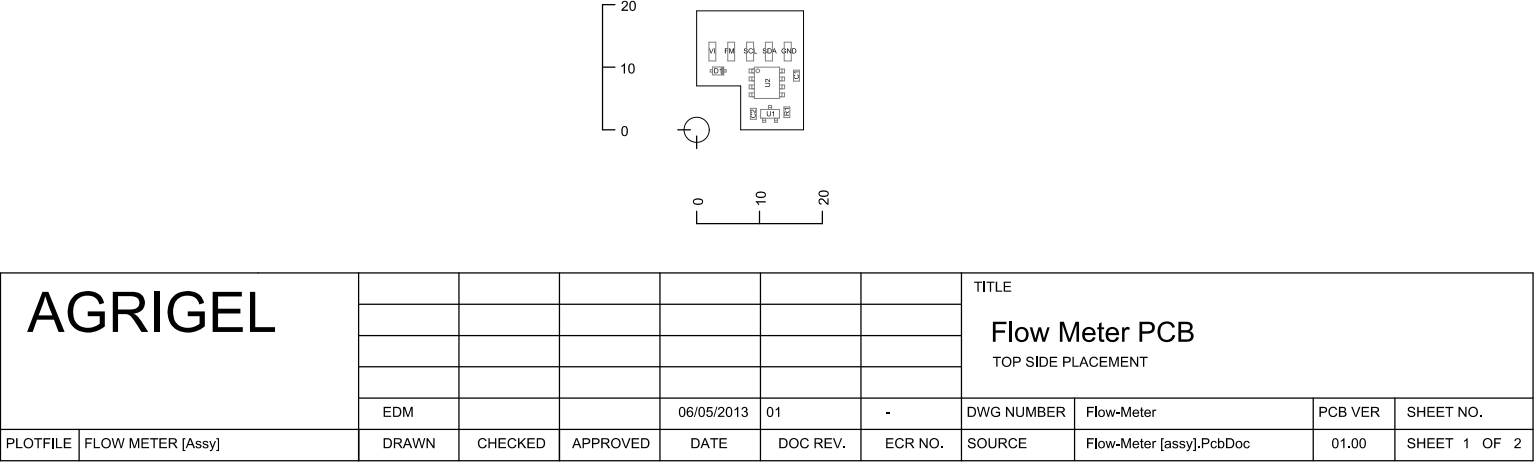 20
10
0
VI FM SCL SDA GND
D1 U2 C1
C2 U1 R1
0 10 20
AGRIGEL
TITLE
Flow Meter PCB
TOP SIDE PLACEMENT
EDM 06/05/2013 01 - DWG NUMBER Flow-Meter PCB VER SHEET NO.
PLOTFILE FLOW METER [Assy] DRAWN CHECKED APPROVED DATE DOC REV. ECR NO. SOURCE Flow-Meter [assy].PcbDoc 01.00 SHEET 1 OF 2